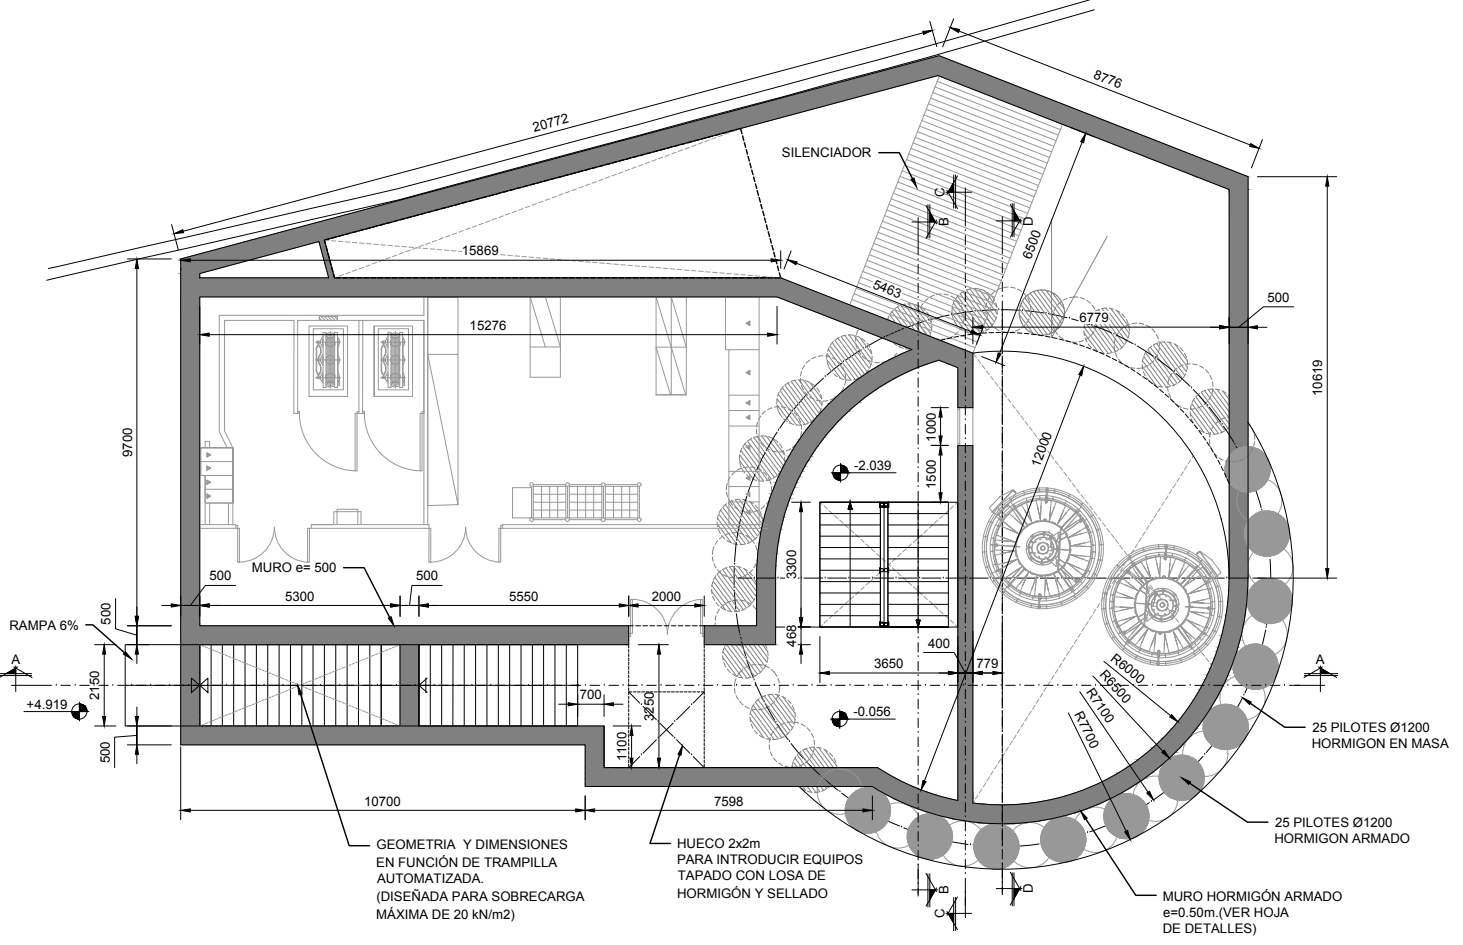 20772
8776
SILENCIADOR
C
B
D
6500
15869
5463
500
6779
15276
10619
9700
1000
12000
1500
-2.039
3300
MURO e= 500
500
500
5300
5550
2000
500
RAMPA 6%
468
400
3650
779
A
A
2150
+4.919
700
3250
-0.056
R6000
R6500
R7100
R7700
500
1100
25 PILOTES Ø1200
HORMIGON EN MASA
10700
7598
25 PILOTES Ø1200
HORMIGON ARMADO
GEOMETRIA Y DIMENSIONES
EN FUNCIÓN DE TRAMPILLA
AUTOMATIZADA.
(DISEÑADA PARA SOBRECARGA
MÁXIMA DE 20 kN/m2)
HUECO 2x2m
PARA INTRODUCIR EQUIPOS
TAPADO CON LOSA DE
HORMIGÓN Y SELLADO
B
D
C
MURO HORMIGÓN ARMADO
e=0.50m.(VER HOJA
DE DETALLES)